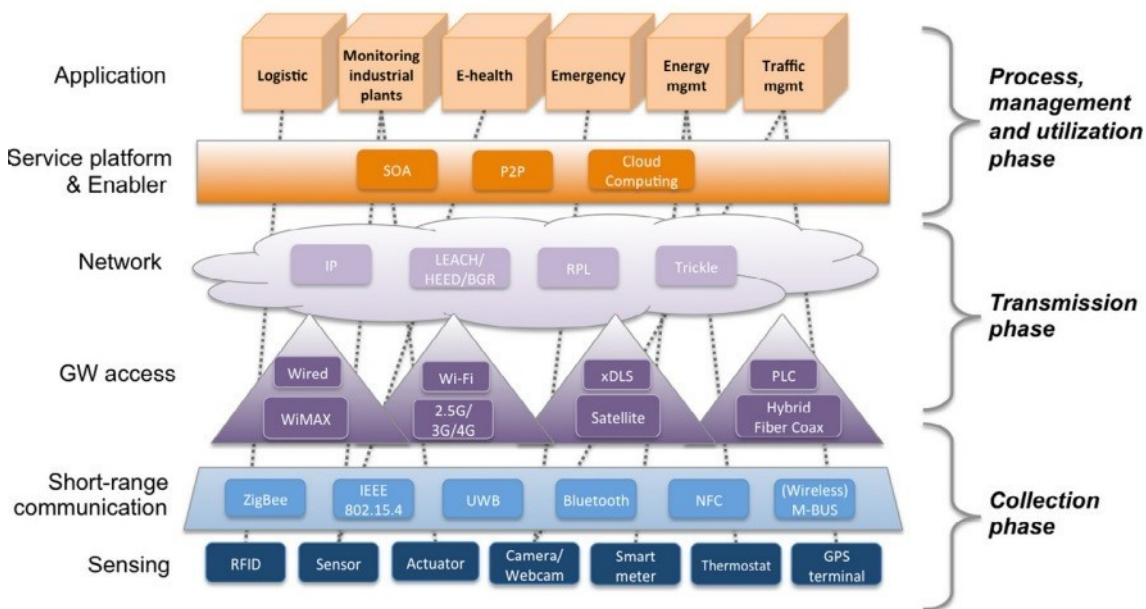 Application
Logistic
Monitoring
industrial
plants
E-health
Emergency
Energy
mgmt
Traffic
mgmt
Process,
management
and utilization
phase
Service platform
& Enabler
SOA
P2P
Cloud
Computing
Network
IP
LEACH/
HEED/BGR
RPL
Trickle
Transmission
phase
GW access
Wired
WiMAX
Wi-Fi
2.5G/
3G/4G
xDLS
Satellite
PLC
Hybrid
Fiber Coax
Short-range
communication
ZigBee
IEEE
802.15.4
UWB
Bluetooth
NFC
(Wireless)
M-BUS
Collection
phase
Sensing
RFID
Sensor
Actuator
Camera/
Webcam
Smart
meter
Thermostat
GPS
terminal